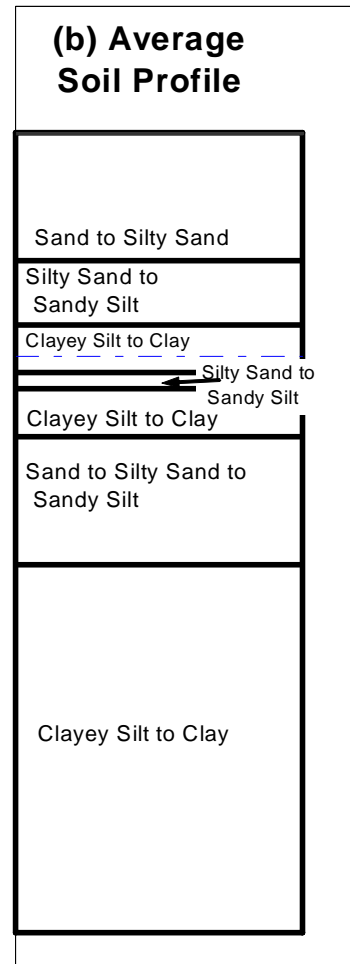 (b) Average
Soil Profile
Sand to Silty Sand
Silty Sand to
Sandy Silt
Clayey Silt to Clay
Silty Sand to
Sandy Silt
Clayey Silt to Clay
Sand to Silty Sand to
Sandy Silt
Clayey Silt to Clay